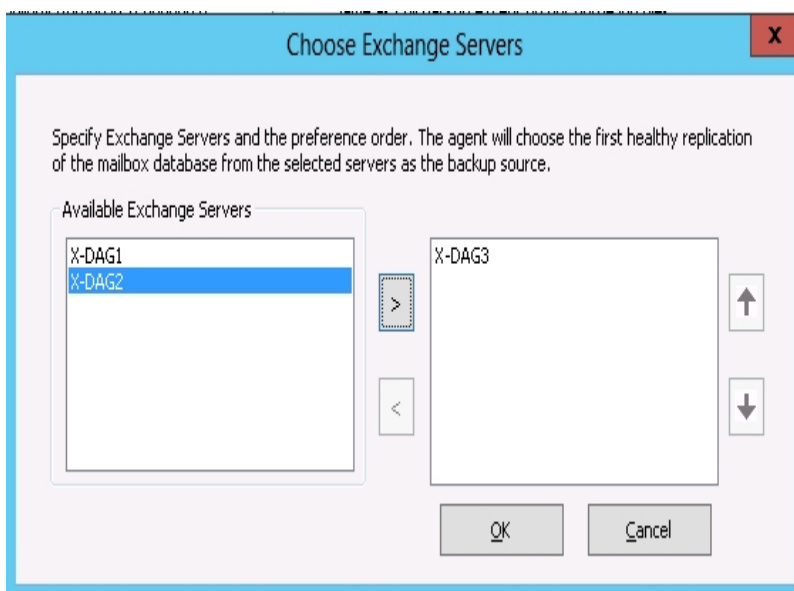 Choose Exchange Servers
x
Specify Exchange Servers and the preference order. The agent will choose the first healthy replication
of the mailbox database from the selected servers as the backup source.
Available Exchange Servers
X-DAG1
X-DAG2
X-DAG3
>
<
OK
Cancel